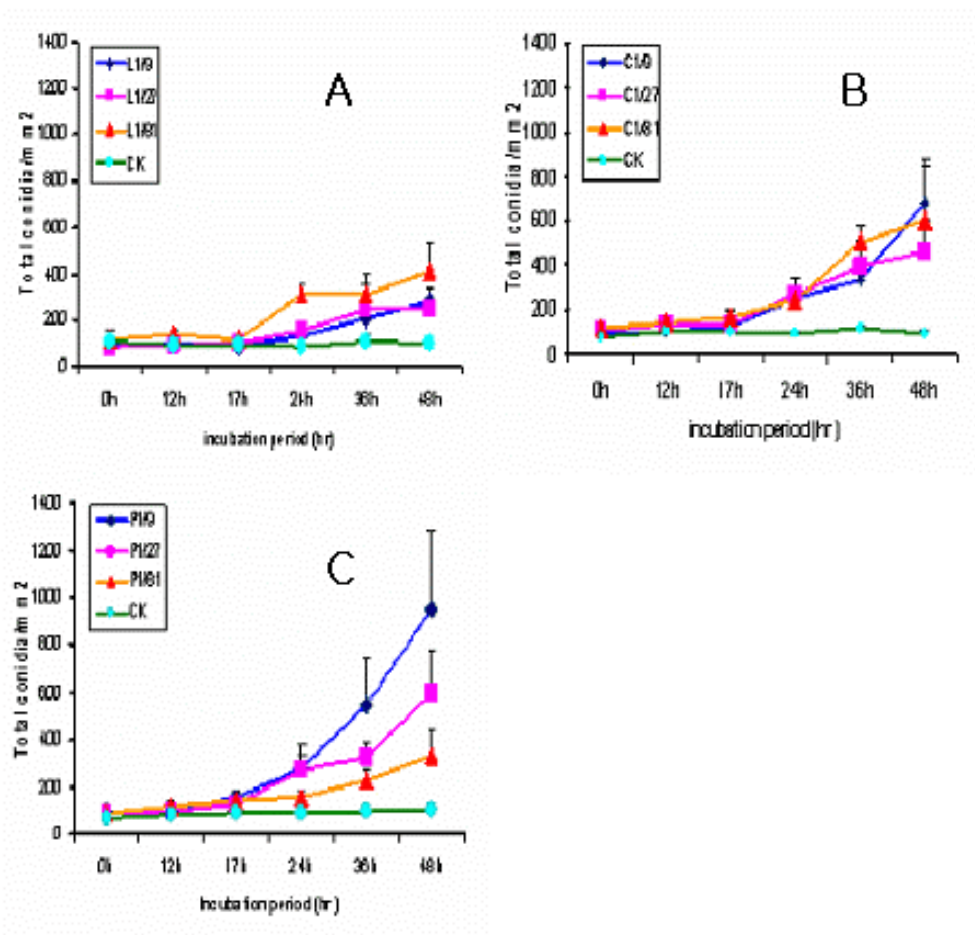 1400
1200
1000
800
600
400
200
0
Total conidia/mm2
L1/9
L1/27
L1/81
CK
A
0h 12h 17h 24h 36h 48h
incubation period (hr)
1400
1200
1000
800
600
400
200
0
Total conidia/mm2
C1/9
C1/27
C1/81
CK
B
0h 12h 17h 24h 36h 48h
incubation period(hr)
1400
1200
1000
800
600
400
200
0
Total conidia/mm2
P1/9
P1/27
P1/81
CK
C
0h 12h 17h 24h 36h 48h
Incubation period (hr)